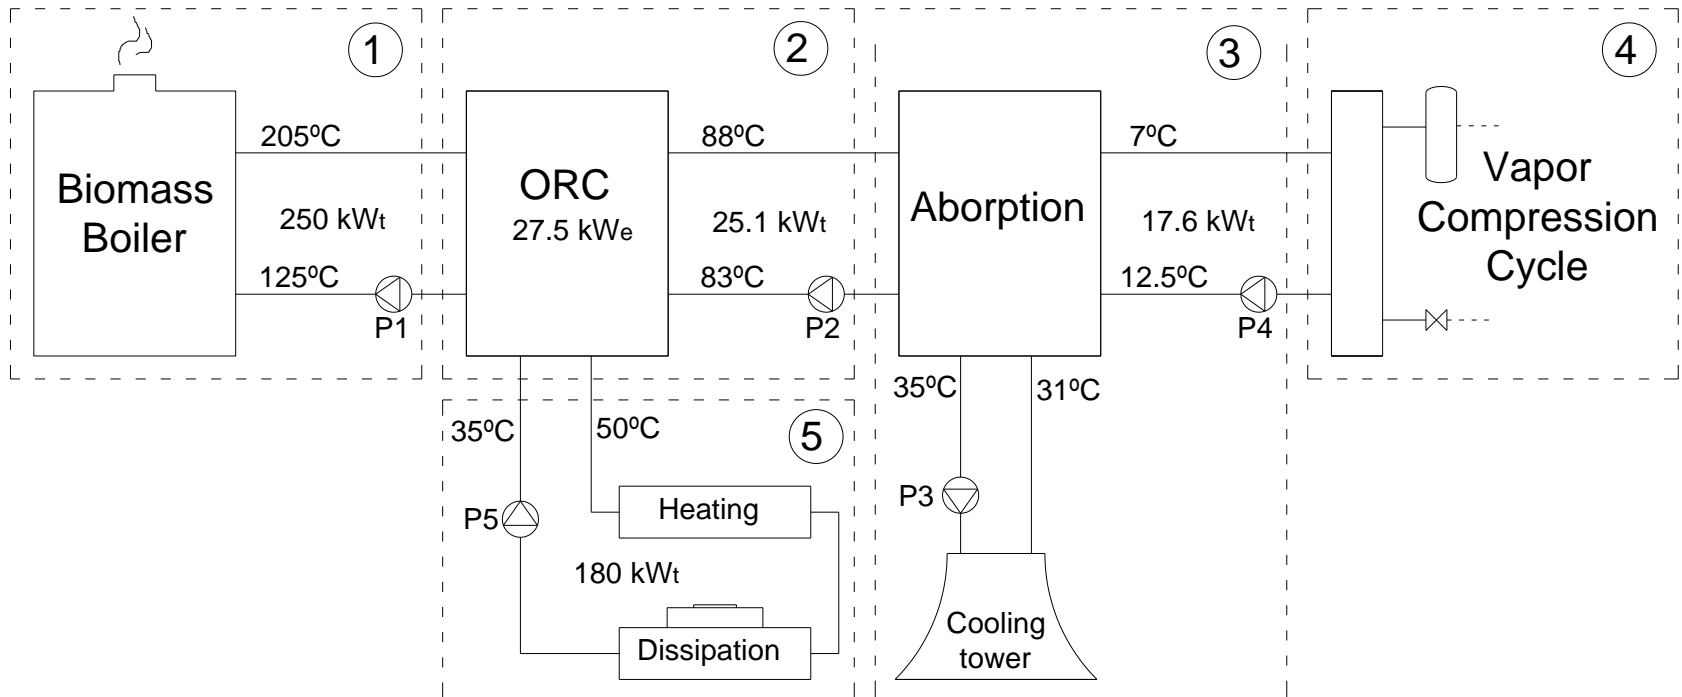 1
2
3
4
205ºC
88ºC
7ºC
Biomass
Boiler
ORC
27.5 kWe
Aborption
Vapor
Compression
Cycle
250 kWt
25.1 kWt
17.6 kWt
125ºC
83ºC
12.5ºC
P1
P2
P4
35ºC
50ºC
5
35ºC
31ºC
P5
Heating
P3
180 kWt
Dissipation
Cooling
tower